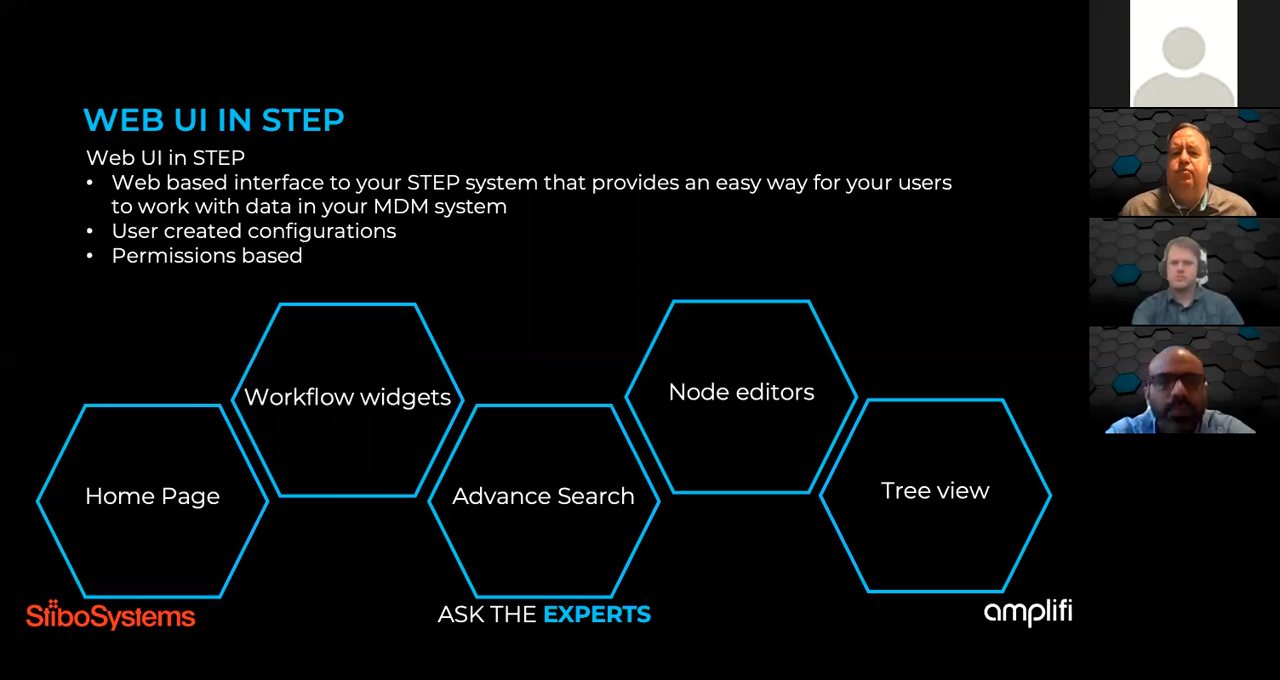 WEB UI IN STEP
Web UI in STEP
• Web based interface to your STEP system that provides an easy way for your users
to work with data in your MDM system
• User created configurations
• Permissions based
Workflow widgets
Node editors
Home Page
Advance Search
Tree view
StiboSystems
ASK THE EXPERTS
amplifi